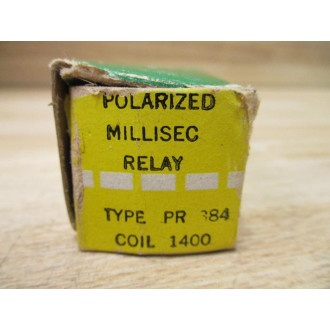 POLARIZED
MILLISEC
RELAY
TYPE PR 384
COIL 1400